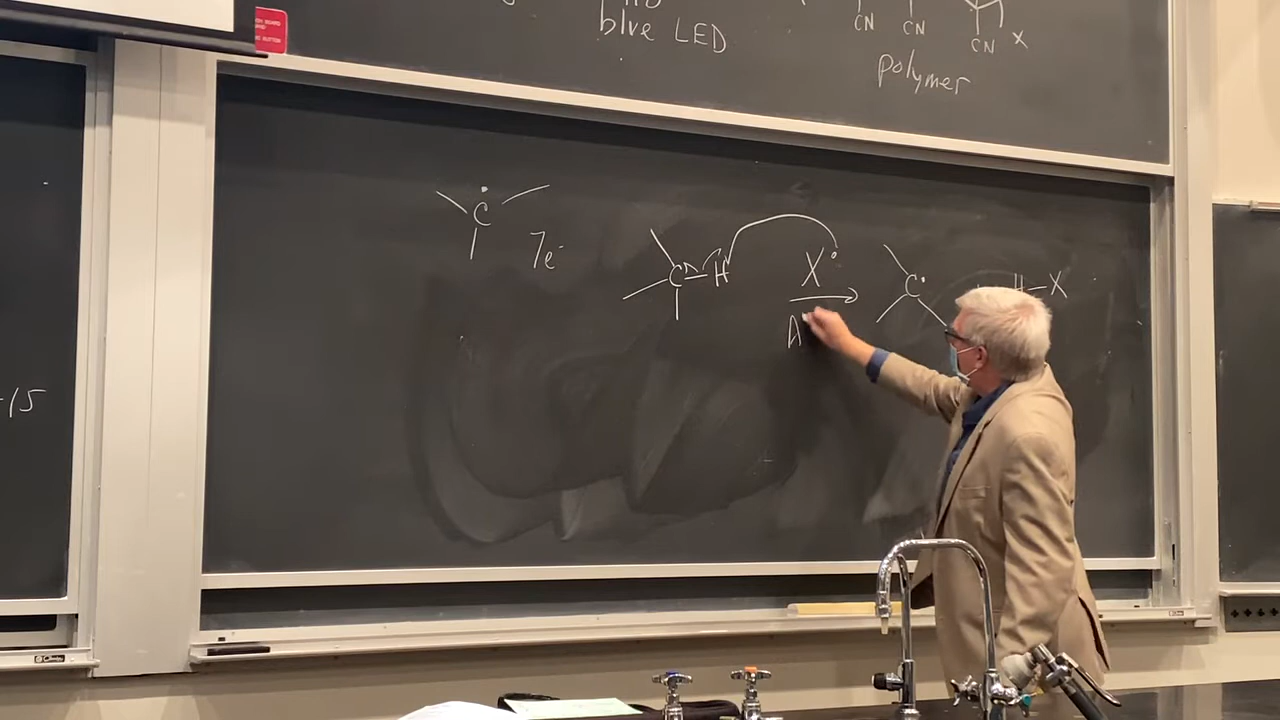 CN CN
blue LED
CN X
polymer
C
7e⁻
C–H X• C• H–X
A
-15